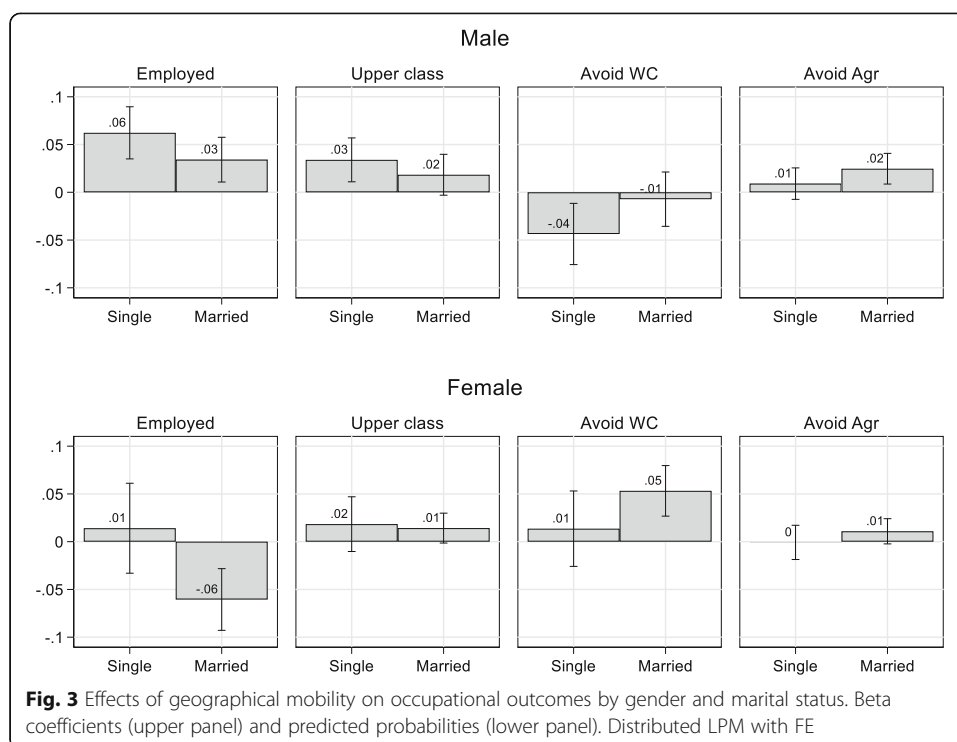 Male
Employed Upper class Avoid WC Avoid Agr
.1
.05
0
-.05
-.1
.06 .03 .03 .02 -.04 -.01 .01 .02
Single Married Single Married Single Married Single Married
Female
Employed Upper class Avoid WC Avoid Agr
.1
.05
0
-.05
-.1
.01 -.06 .02 .01 .01 .05 0 .01
Single Married Single Married Single Married Single Married
Fig. 3 Effects of geographical mobility on occupational outcomes by gender and marital status. Beta
coefficients (upper panel) and predicted probabilities (lower panel). Distributed LPM with FE